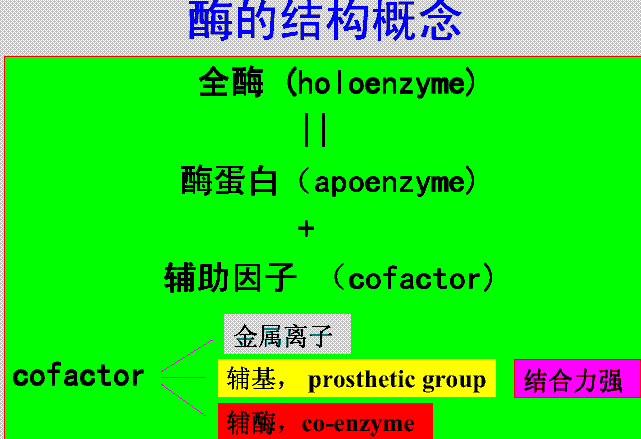 酶的结构概念
全酶 (holoenzyme)
||
酶蛋白（apoenzyme)
+
辅助因子 （cofactor)
金属离子
cofactor
辅基， prosthetic group
结合力强
辅酶，co-enzyme